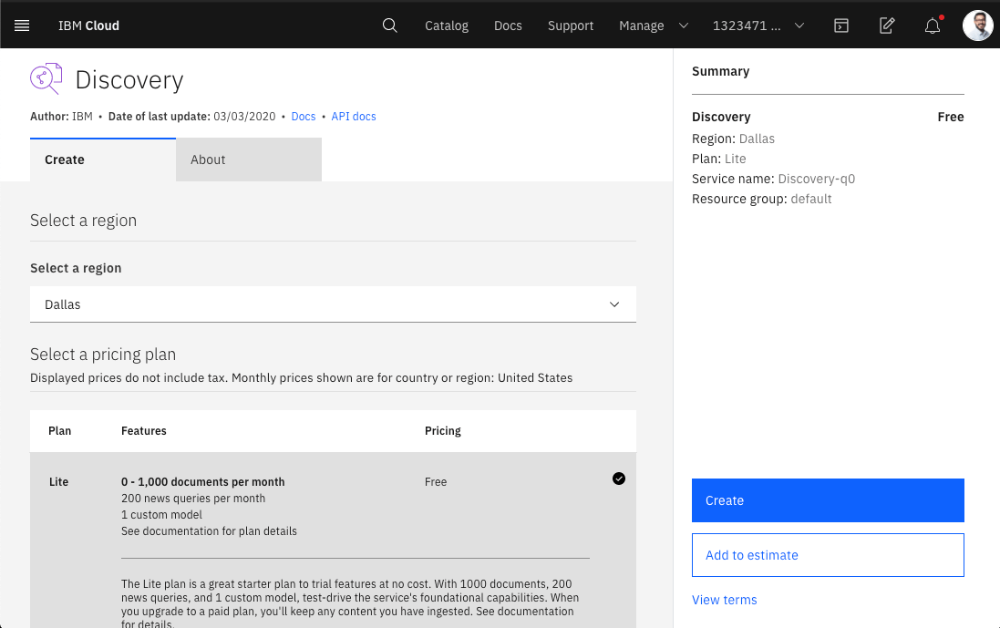 IBM Cloud
Catalog
Docs
Support
Manage
1323471 ...
Discovery
Author: IBM • Date of last update: 03/03/2020 • Docs • API docs
Create
About
Select a region
Select a region
Dallas
Select a pricing plan
Displayed prices do not include tax. Monthly prices shown are for country or region: United States
Plan
Features
Pricing
Lite
0 - 1,000 documents per month
Free
200 news queries per month
1 custom model
See documentation for plan details
The Lite plan is a great starter plan to trial features at no cost. With 1000 documents, 200
news queries, and 1 custom model, test-drive the service's foundational capabilities. When
you upgrade to a paid plan, you'll keep any content you have ingested. See documentation
for details.
Summary
Discovery
Free
Region: Dallas
Plan: Lite
Service name: Discovery-q0
Resource group: default
Create
Add to estimate
View terms